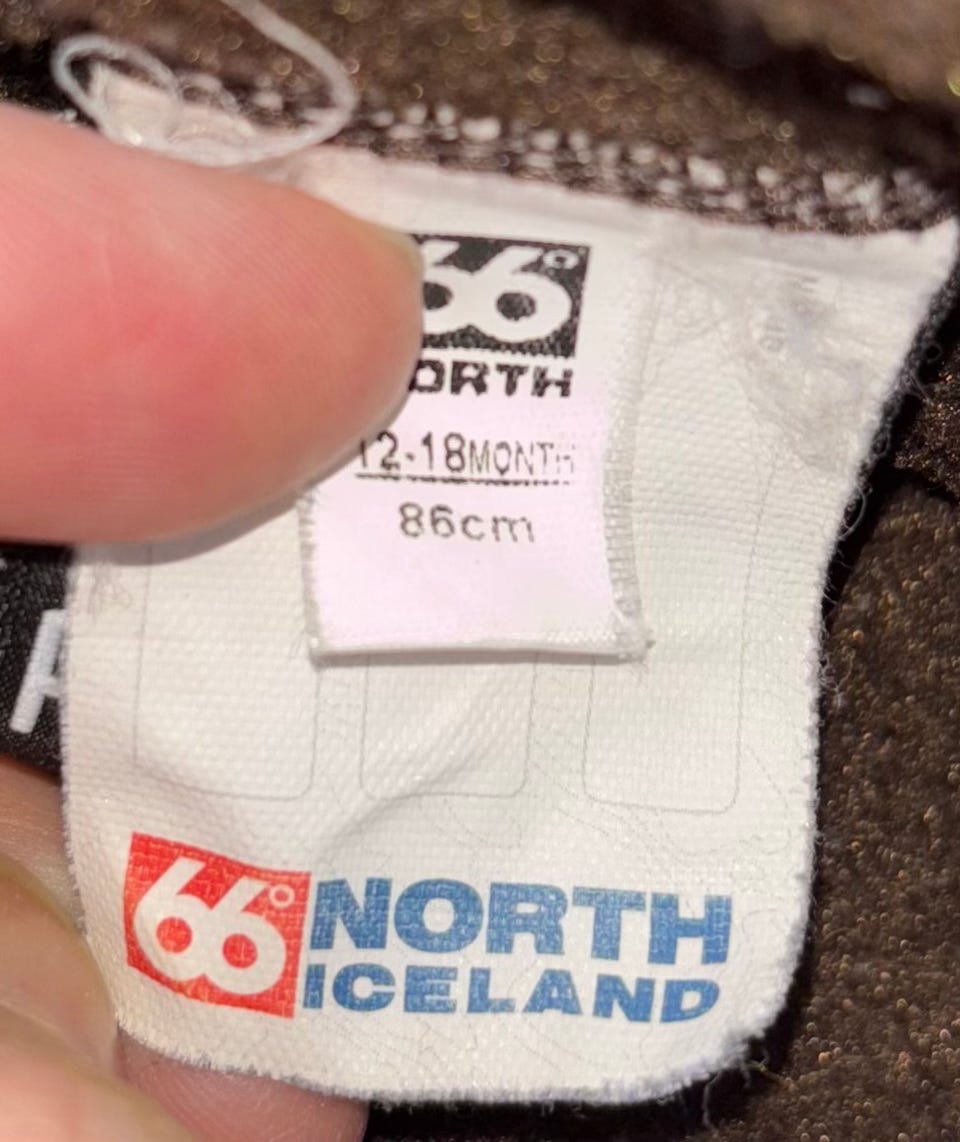 66°
ORTH
12-18MONTH
86cm
66° NORTH
ICELAND